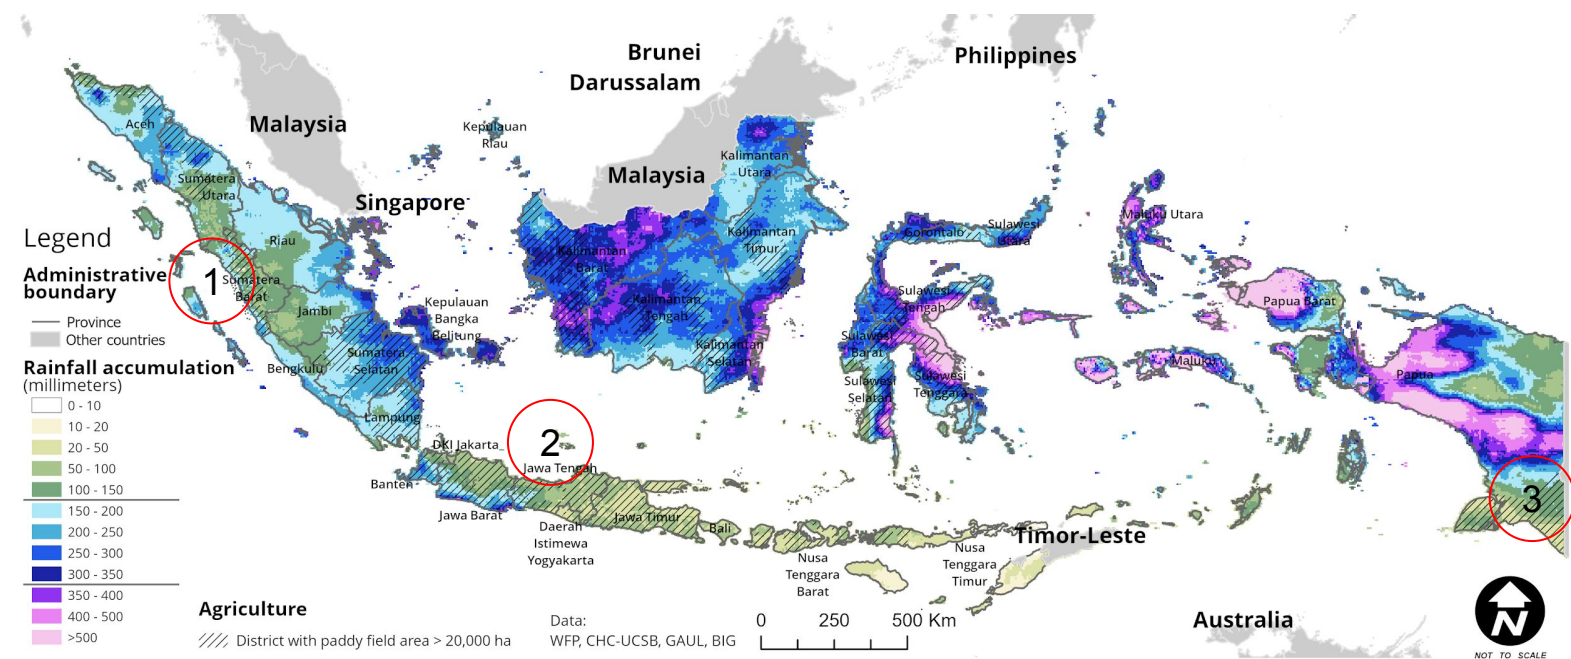 Brunei
Darussalam
Philippines
Malaysia
Aceh
Kepulauan
Riau
Malaysia
Kalimantan
Utara
Sumatera
Utara
Singapore
Maluku Utara
Riau
Kalimantan
Timur
Gorontalo
Sulawesi
Utara
Kalimantan
Barat
Legend
Administrative
boundary
Province
Other countries
1
Sumatera
Barat
Jambi
Kepulauan
Bangka
Belitung
Kalimantan
Tengah
Sulawesi
Tengah
Papua Barat
Kalimantan
Selatan
Sulawesi
Barat
Sumatera
Selatan
Bengkulu
Maluku
Papua
Sulawesi
Selatan
Sulawesi
Tenggara
Lampung
Rainfall accumulation
(millimeters)
0 - 10
10 - 20
20 - 50
50 - 100
100 - 150
150 - 200
200 - 250
250 - 300
300 - 350
350 - 400
400 - 500
>500
DKI Jakarta
2
Jawa Tengah
Banten
Jawa Barat
Daerah
Istimewa
Yogyakarta
Jawa Timur
Bali
Nusa
Tenggara
Barat
Nusa
Tenggara
Timur
Timor-Leste
3
Agriculture
District with paddy field area > 20,000 ha
Data:
WFP, CHC-UCSB, GAUL, BIG
0 250 500 Km
Australia
N
NOT TO SCALE